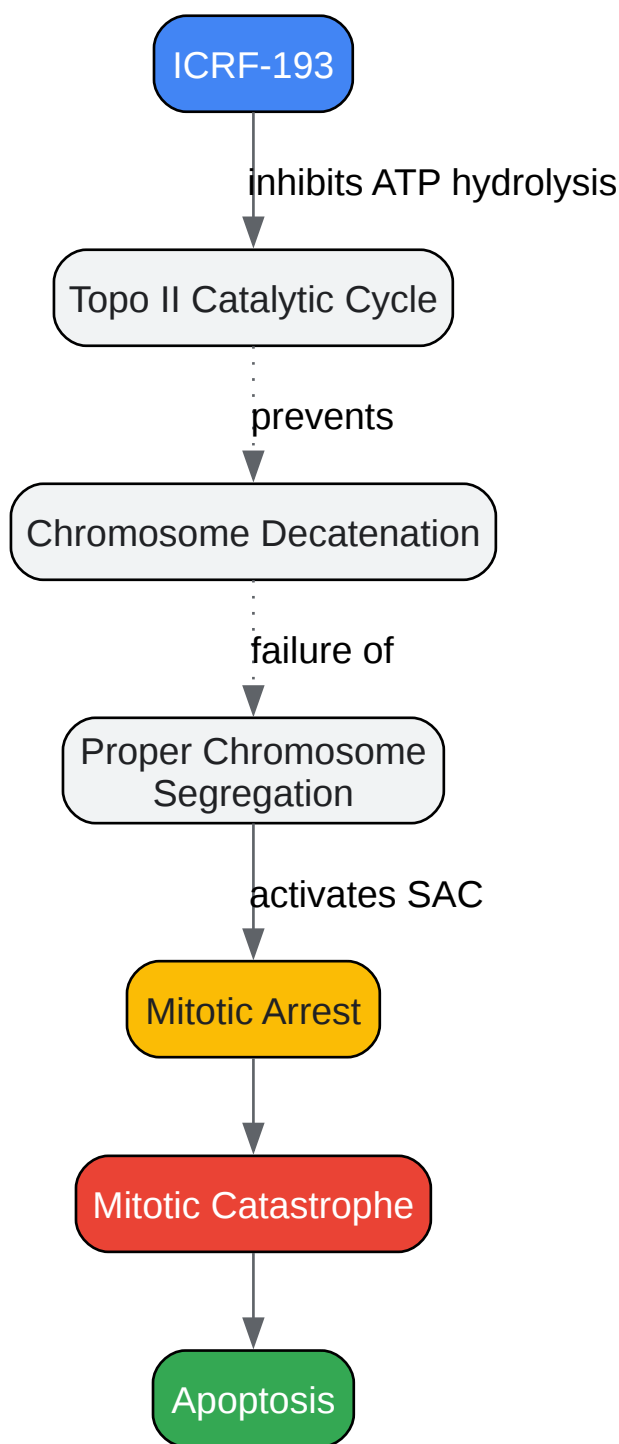 ICRF-193
inhibits ATP hydrolysis
Topo II Catalytic Cycle
prevents
Chromosome Decatenation
failure of
Proper Chromosome
Segregation
activates SAC
Mitotic Arrest
Mitotic Catastrophe
Apoptosis